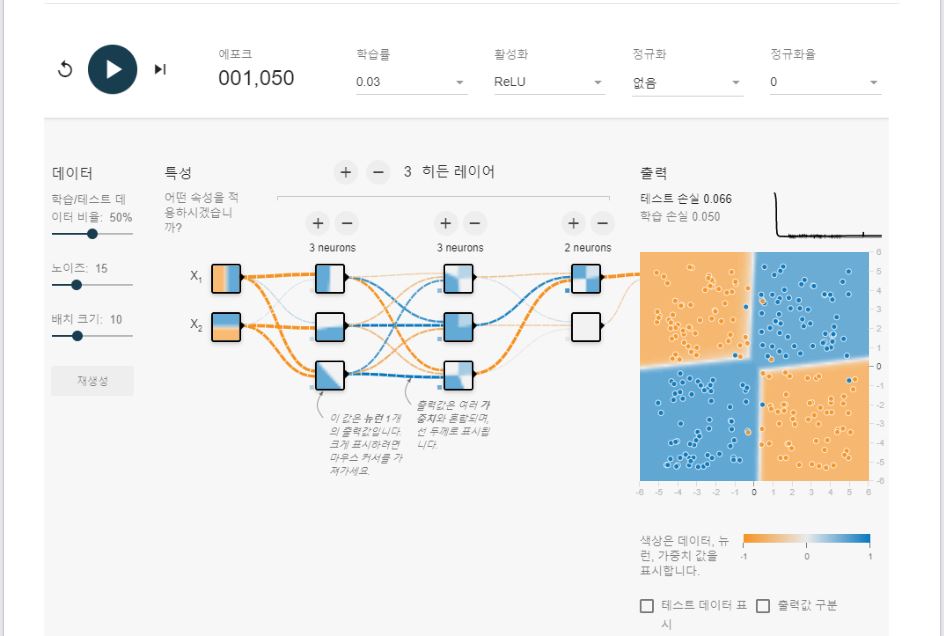 에포크 학습률 활성화 정규화 정규화율
001,050 0.03 ReLU 없음 0
데이터
학습/테스트 데
이터 비율: 50%
노이즈: 15
배치 크기: 10
재생성
특성
어떤 속성을 적
용하시겠습니
까?
X1
X2
+ − 3 히든 레이어
+ − + − + −
3 neurons 3 neurons 2 neurons
이 값은 뉴런 1개
의 출력값입니다.
크게 표시하려면
마우스 커서를 가
져가세요.
출력값은 여러 가
중치와 혼합되며,
선 두께로 표시됩
니다.
출력
테스트 손실 0.066
학습 손실 0.050
6
5
4
3
2
1
0
-1
-2
-3
-4
-5
-6
-6 -5 -4 -3 -2 -1 0 1 2 3 4 5 6
색상은 데이터, 뉴
런, 가중치 값을
표시합니다.
-1 0 1
테스트 데이터 표
시
출력값 구분